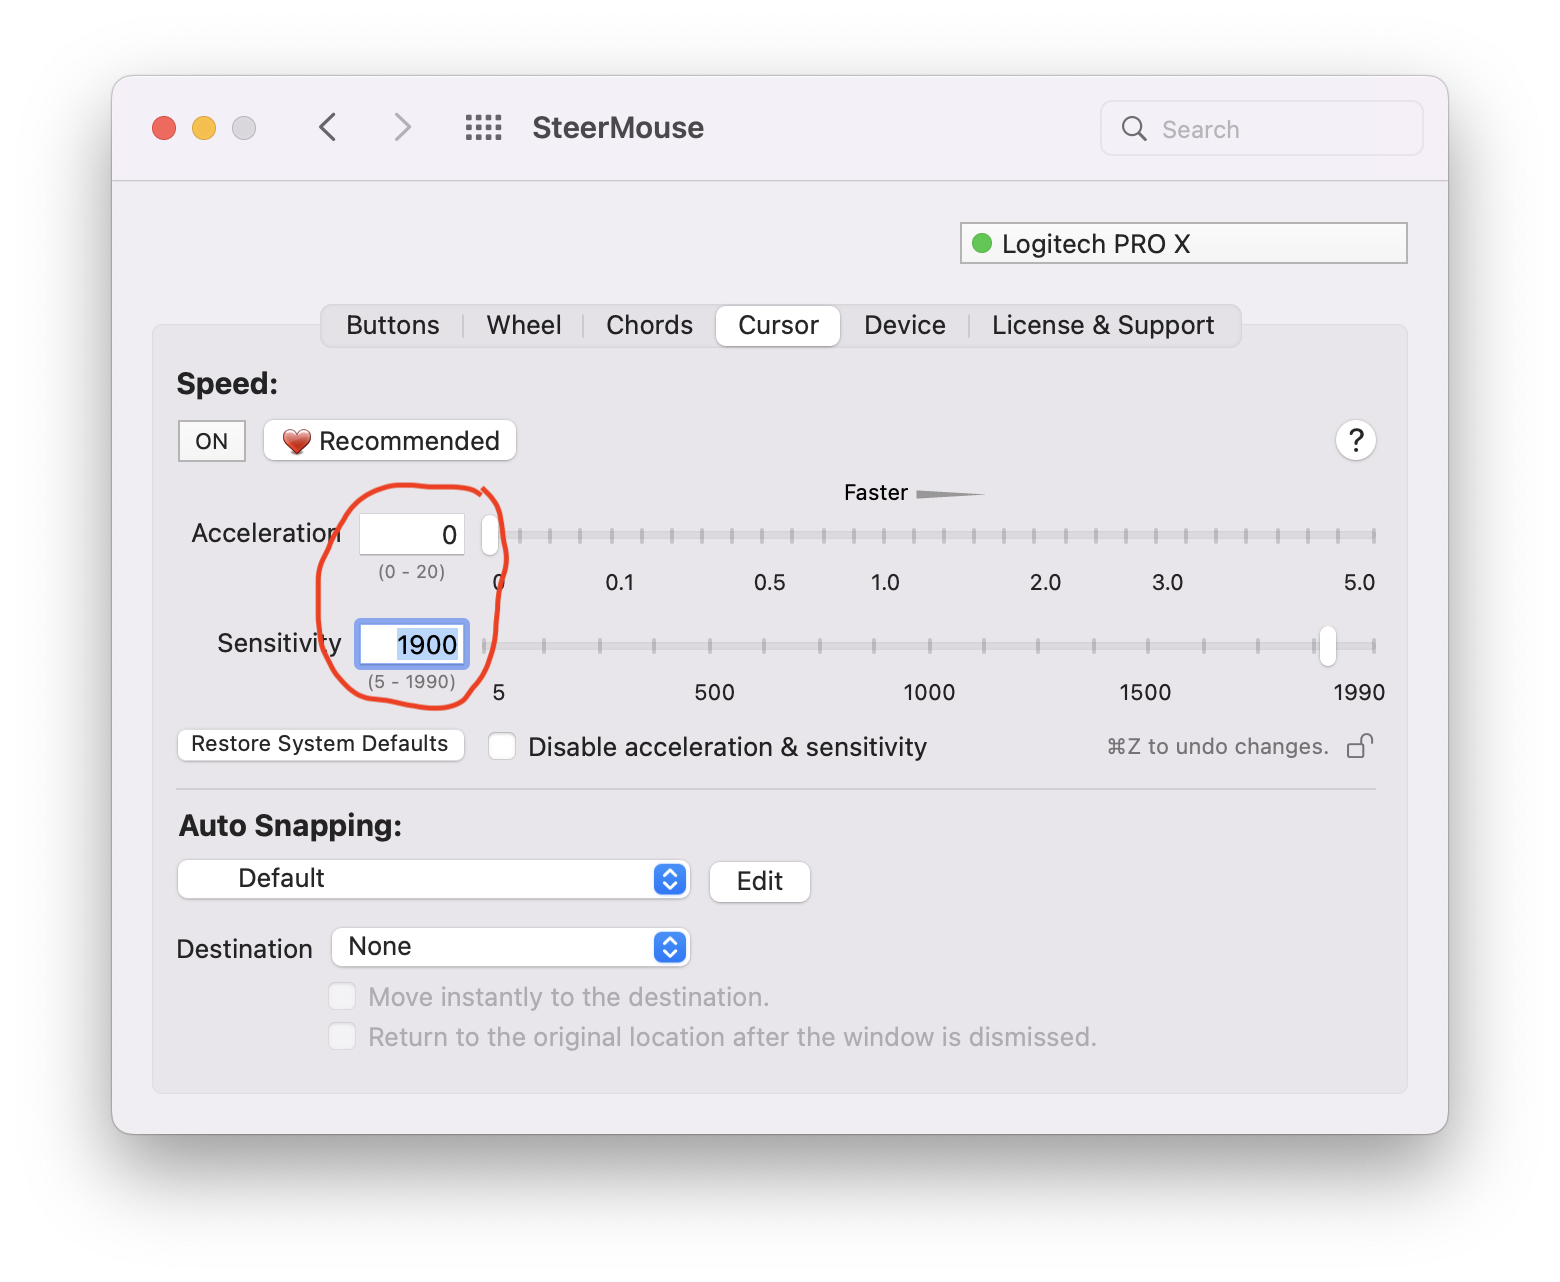 SteerMouse
Search
Logitech PRO X
Buttons Wheel Chords Cursor Device License & Support
Speed:
ON ❤️ Recommended ?
Faster
Acceleration 0
(0 - 20) 0 0.1 0.5 1.0 2.0 3.0 5.0
Sensitivity 1900
(5 - 1990) 5 500 1000 1500 1990
Restore System Defaults Disable acceleration & sensitivity ⌘Z to undo changes.
Auto Snapping:
Default Edit
Destination None
Move instantly to the destination.
Return to the original location after the window is dismissed.